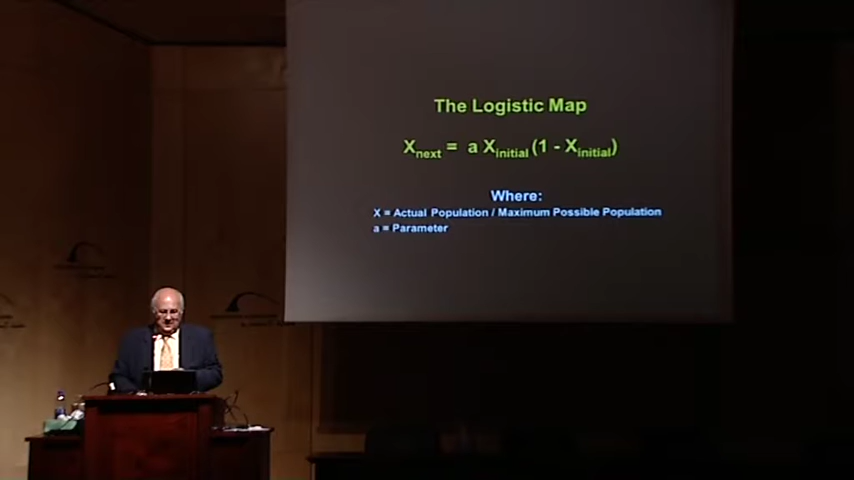 The Logistic Map
Xnext = a Xinitial (1 - Xinitial)
Where:
X = Actual Population / Maximum Possible Population
a = Parameter